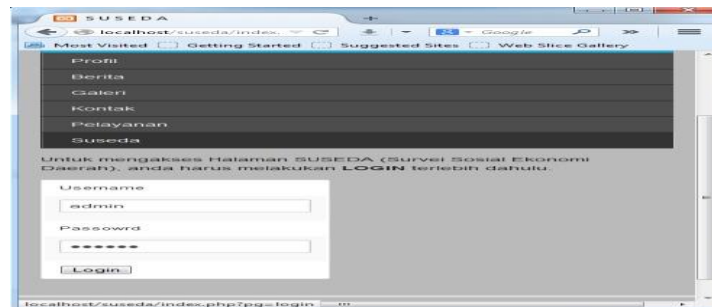 SUSEDA
localhost/suseda/index.
Google
Most Visited Getting Started Suggested Sites Web Slice Gallery
Profil
Berita
Galeri
Kontak
Pelayanan
Suseda
Untuk mengakses Halaman SUSEDA (Survei Sosial Ekonomi
Daerah), anda harus melakukan LOGIN terlebih dahulu.
Username
admin
Passowrd
Login
localhost/suseda/index.php?pg=login